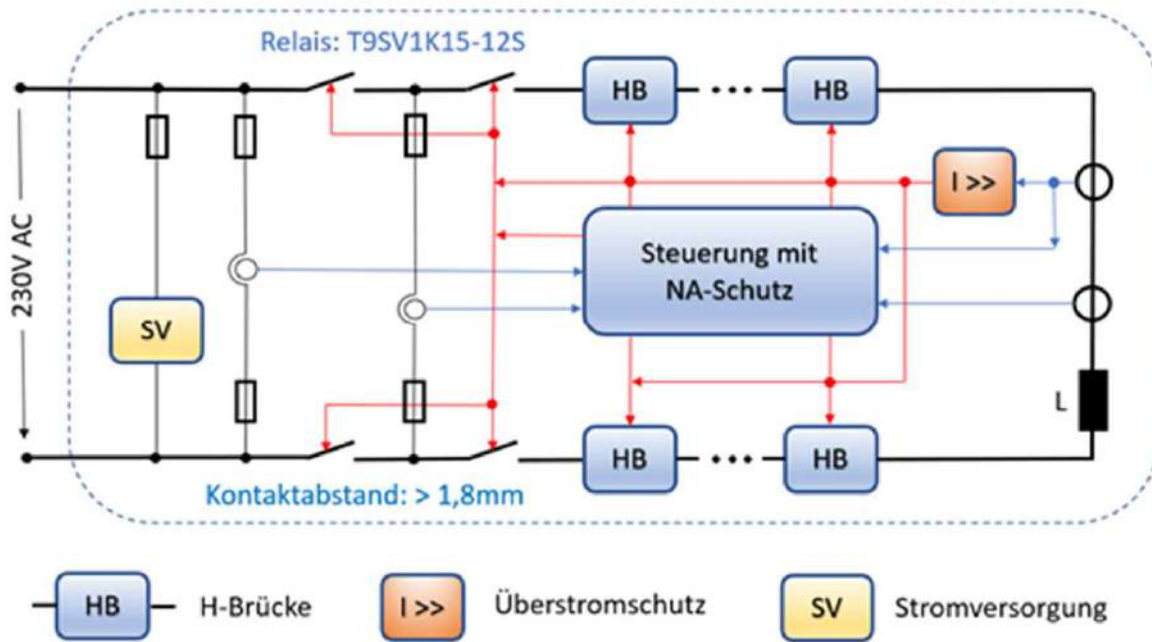 Relais: T9SV1K15-12S
HB
HB
I >>
230V AC
Steuerung mit
NA-Schutz
SV
L
HB
HB
Kontaktabstand: > 1,8mm
HB
H-Brücke
I >>
Überstromschutz
SV
Stromversorgung